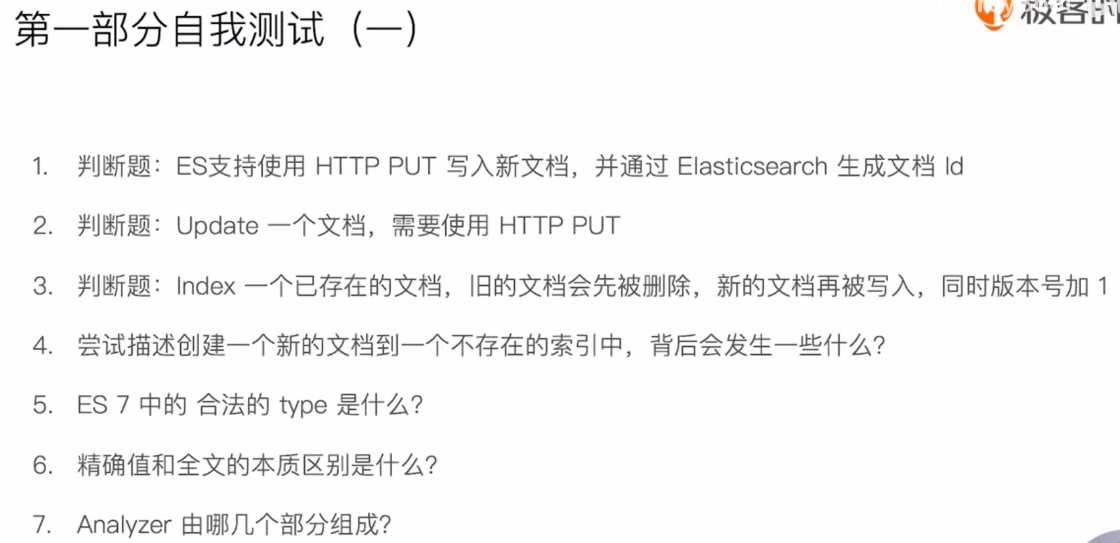 第一部分自我测试（一）
极客时
1. 判断题：ES支持使用 HTTP PUT 写入新文档，并通过 Elasticsearch 生成文档 Id
2. 判断题：Update 一个文档，需要使用 HTTP PUT
3. 判断题：Index 一个已存在的文档，旧的文档会先被删除，新的文档再被写入，同时版本号加 1
4. 尝试描述创建一个新的文档到一个不存在的索引中，背后会发生一些什么？
5. ES 7 中的 合法的 type 是什么？
6. 精确值和全文的本质区别是什么？
7. Analyzer 由哪几个部分组成？